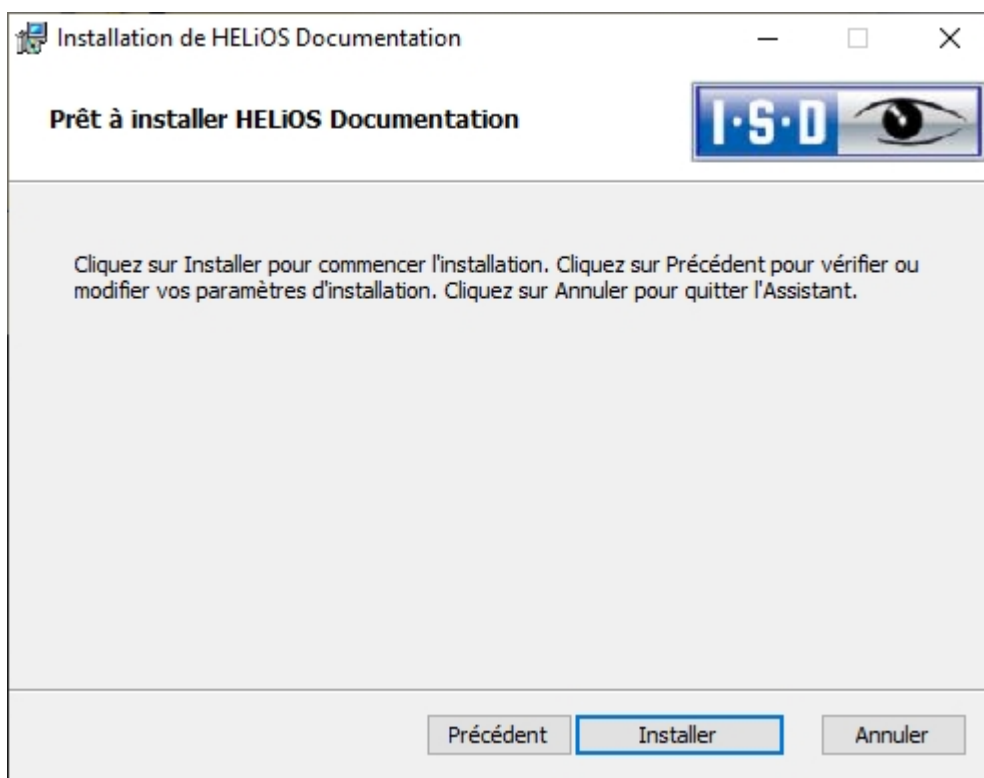 Installation de HELiOS Documentation
Prêt à installer HELiOS Documentation
I·S·D
Cliquez sur Installer pour commencer l'installation. Cliquez sur Précédent pour vérifier ou
modifier vos paramètres d'installation. Cliquez sur Annuler pour quitter l'Assistant.
Précédent Installer Annuler